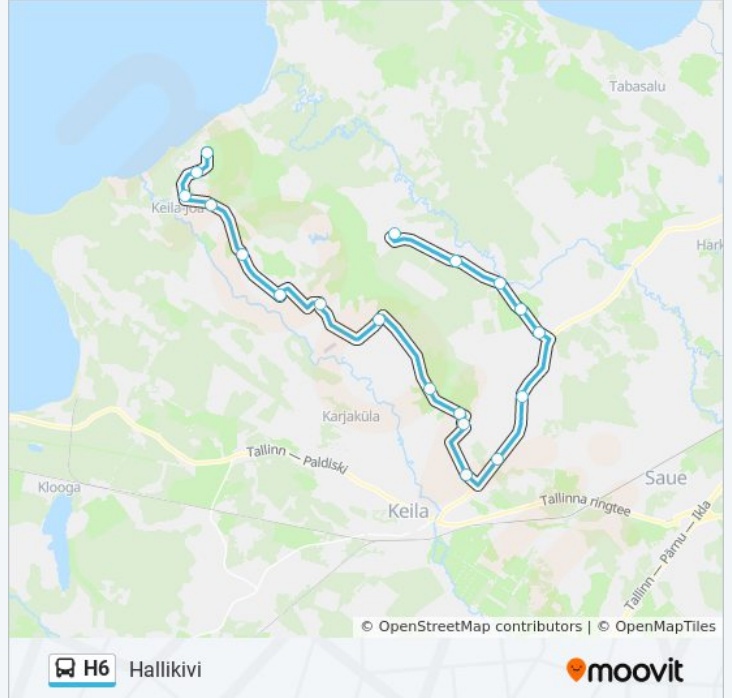 Tabasalu
Keila-Joa
Hark
Karjaküla
Tallinn — Paldiski
Klooga
Saue
Tallinna ringtee
Keila
Tallinn — Pärnu — Ikla
© OpenStreetMap contributors | © OpenMapTiles
H6 Hallikivi
moovit